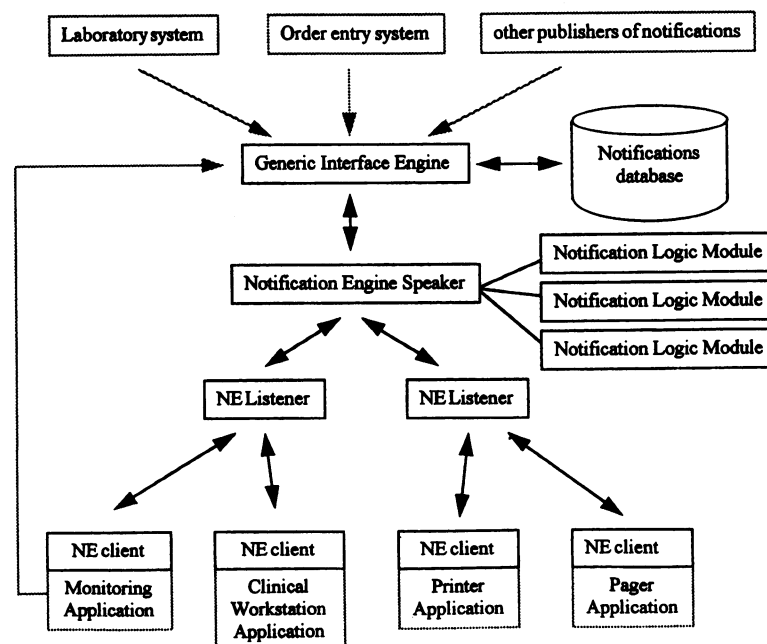 Laboratory system
Order entry system
other publishers of notifications
Generic Interface Engine
Notifications
database
Notification Engine Speaker
Notification Logic Module
Notification Logic Module
Notification Logic Module
NE Listener
NE Listener
NE client
Monitoring
Application
NE client
Clinical
Workstation
Application
NE client
Printer
Application
NE client
Pager
Application